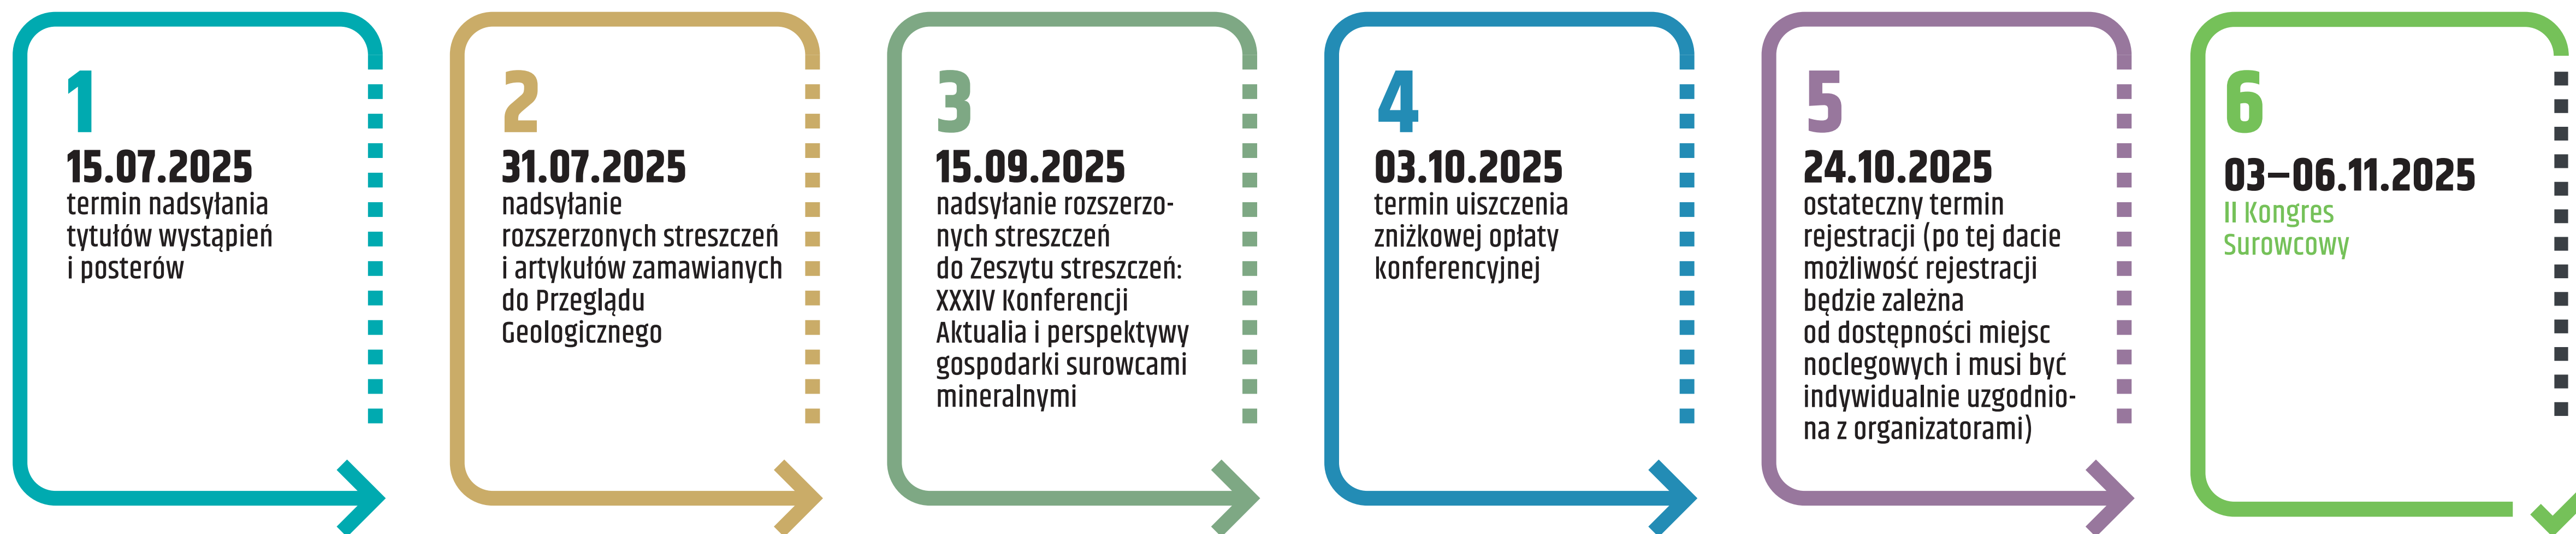 1
15.07.2025
termin nadsyłania
tytułów wystąpień
i posterów
2
31.07.2025
nadsyłanie
rozszerzonych streszczeń
i artykułów zamawianych
do Przeglądu
Geologicznego
3
15.09.2025
nadsyłanie rozszerzo-
nych streszczeń
do Zeszytu streszczeń:
XXXIV Konferencji
Aktualia i perspektywy
gospodarki surowcami
mineralnymi
4
03.10.2025
termin uiszczenia
zniżkowej opłaty
konferencyjnej
5
24.10.2025
ostateczny termin
rejestracji (po tej dacie
możliwość rejestracji
będzie zależna
od dostępności miejsc
noclegowych i musi być
indywidualnie uzgodnio-
na z organizatorami)
6
03–06.11.2025
II Kongres
Surowcowy